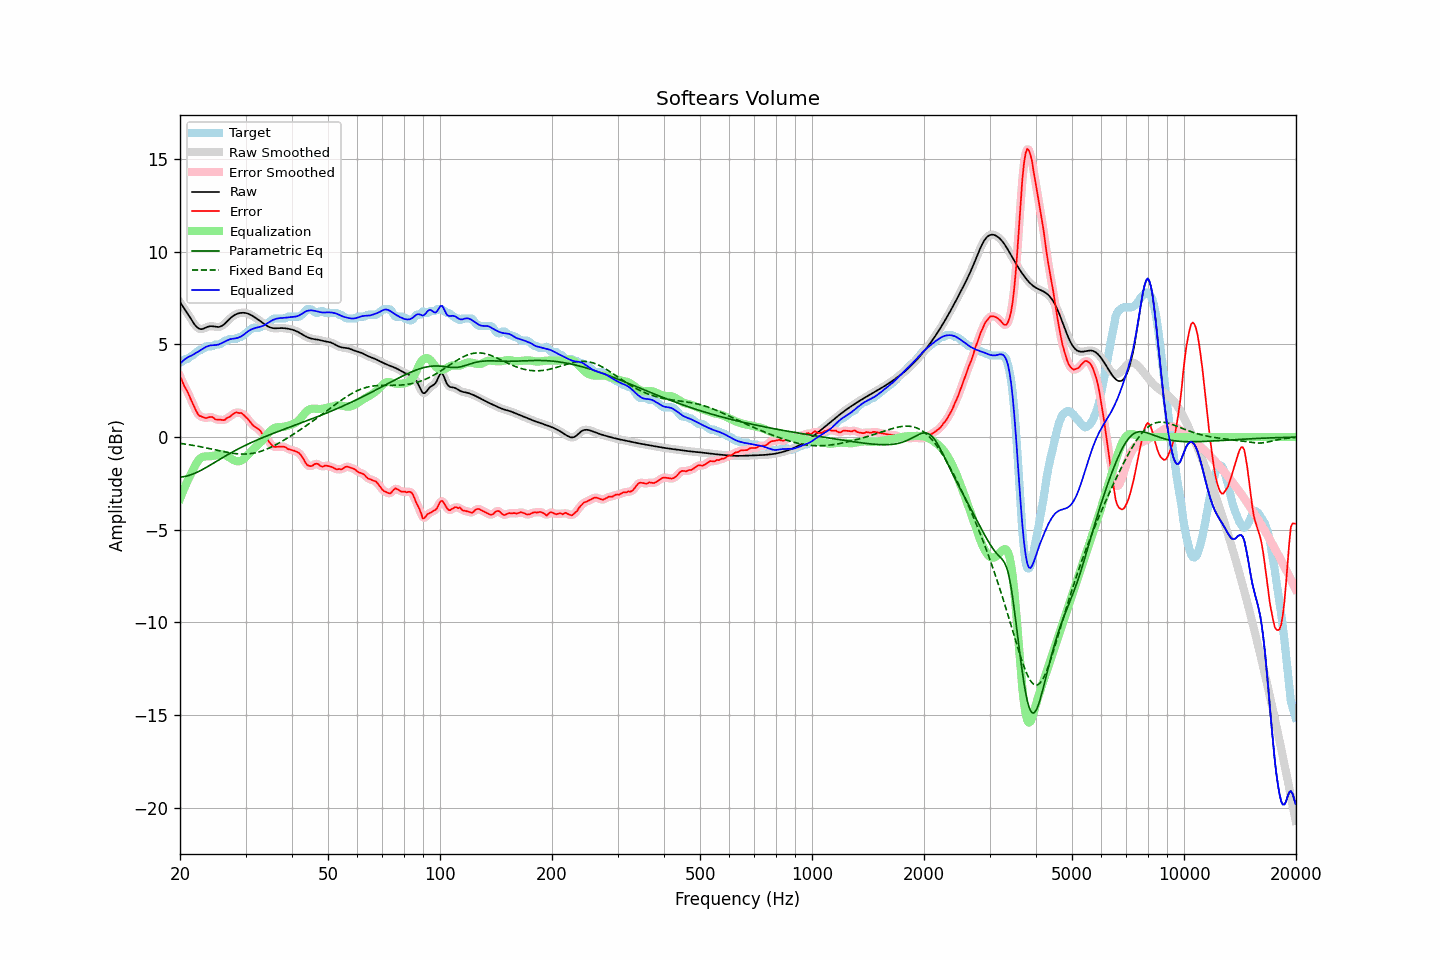 Softears Volume
Target
Raw Smoothed
Error Smoothed
Raw
Error
Equalization
Parametric Eq
Fixed Band Eq
Equalized
15
10
5
0
−5
−10
−15
−20
Amplitude (dBr)
20 50 100 200 500 1000 2000 5000 10000 20000
Frequency (Hz)